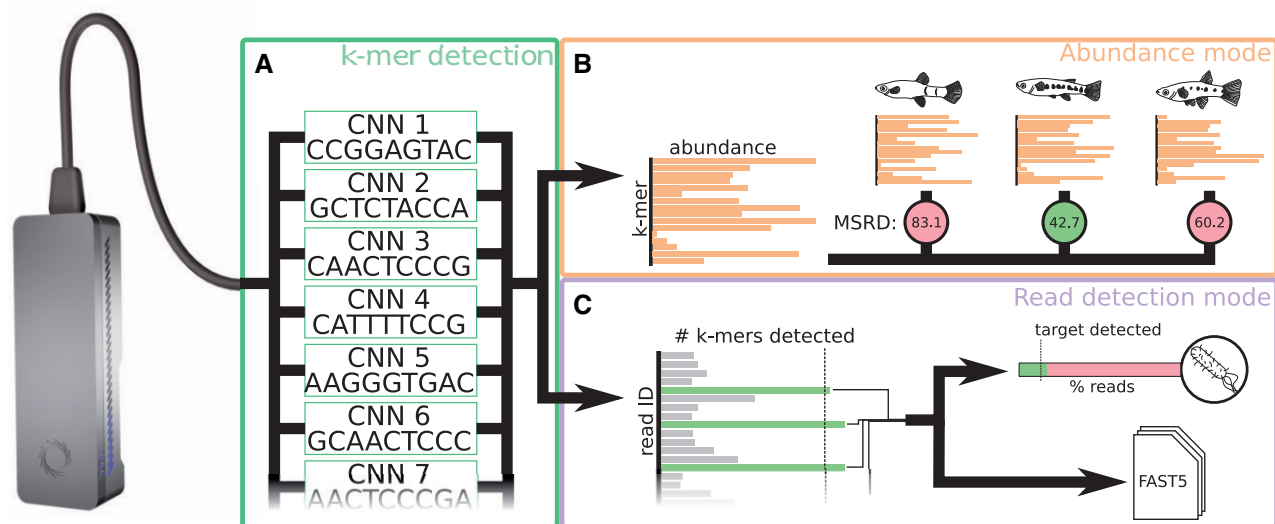 A
k-mer detection
CNN 1
CCGGAGTAC
CNN 2
GCTCTACCA
CNN 3
CAACTCCCG
CNN 4
CATTTTCCG
CNN 5
AAGGGTGAC
CNN 6
GCAACTCCC
CNN 7
AACTCCCGA
B
Abundance mode
abundance
k-mer
MSRD:
83.1
42.7
60.2
C
Read detection mode
# k-mers detected
read ID
target detected
% reads
FAST5